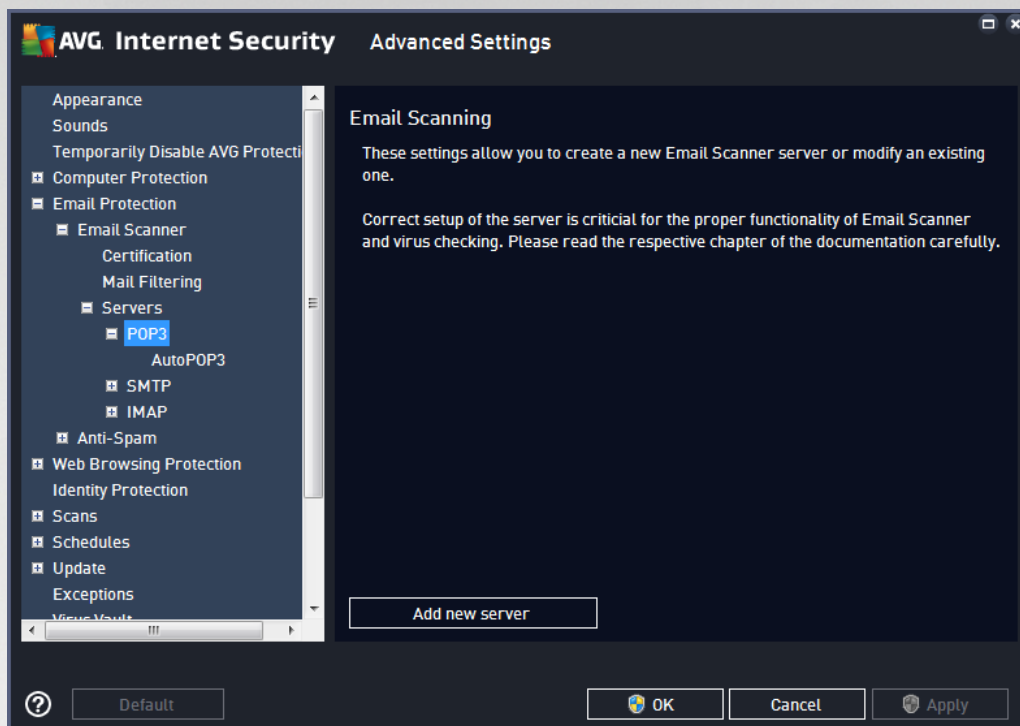 AVG. Internet Security Advanced Settings
Appearance
Sounds
Temporarily Disable AVG Protecti
Computer Protection
Email Protection
Email Scanner
Certification
Mail Filtering
Servers
POP3
AutoPOP3
SMTP
IMAP
Anti-Spam
Web Browsing Protection
Identity Protection
Scans
Schedules
Update
Exceptions
Virus Vault
Email Scanning
These settings allow you to create a new Email Scanner server or modify an existing
one.
Correct setup of the server is criticial for the proper functionality of Email Scanner
and virus checking. Please read the respective chapter of the documentation carefully.
Add new server
Default
OK
Cancel
Apply